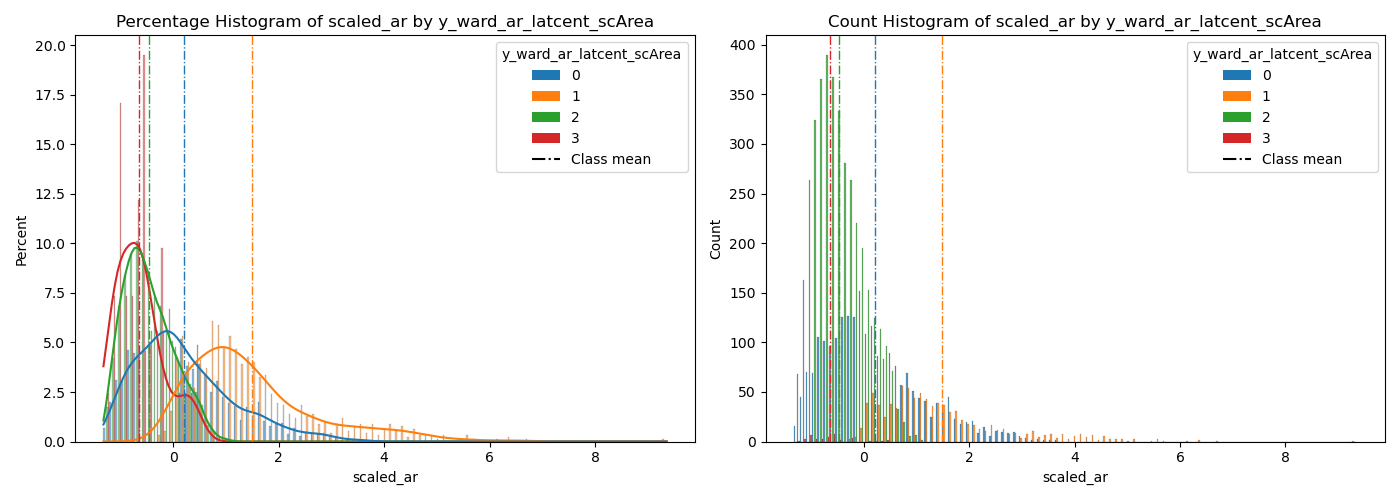 Percentage Histogram of scaled_ar by y_ward_ar_latcent_scArea
20.0
17.5
15.0
12.5
10.0
7.5
5.0
2.5
0.0
Percent
y_ward_ar_latcent_scArea
0
1
2
3
Class mean
0 2 4 6 8
scaled_ar
Count Histogram of scaled_ar by y_ward_ar_latcent_scArea
400
350
300
250
200
150
100
50
0
Count
y_ward_ar_latcent_scArea
0
1
2
3
Class mean
0 2 4 6 8
scaled_ar